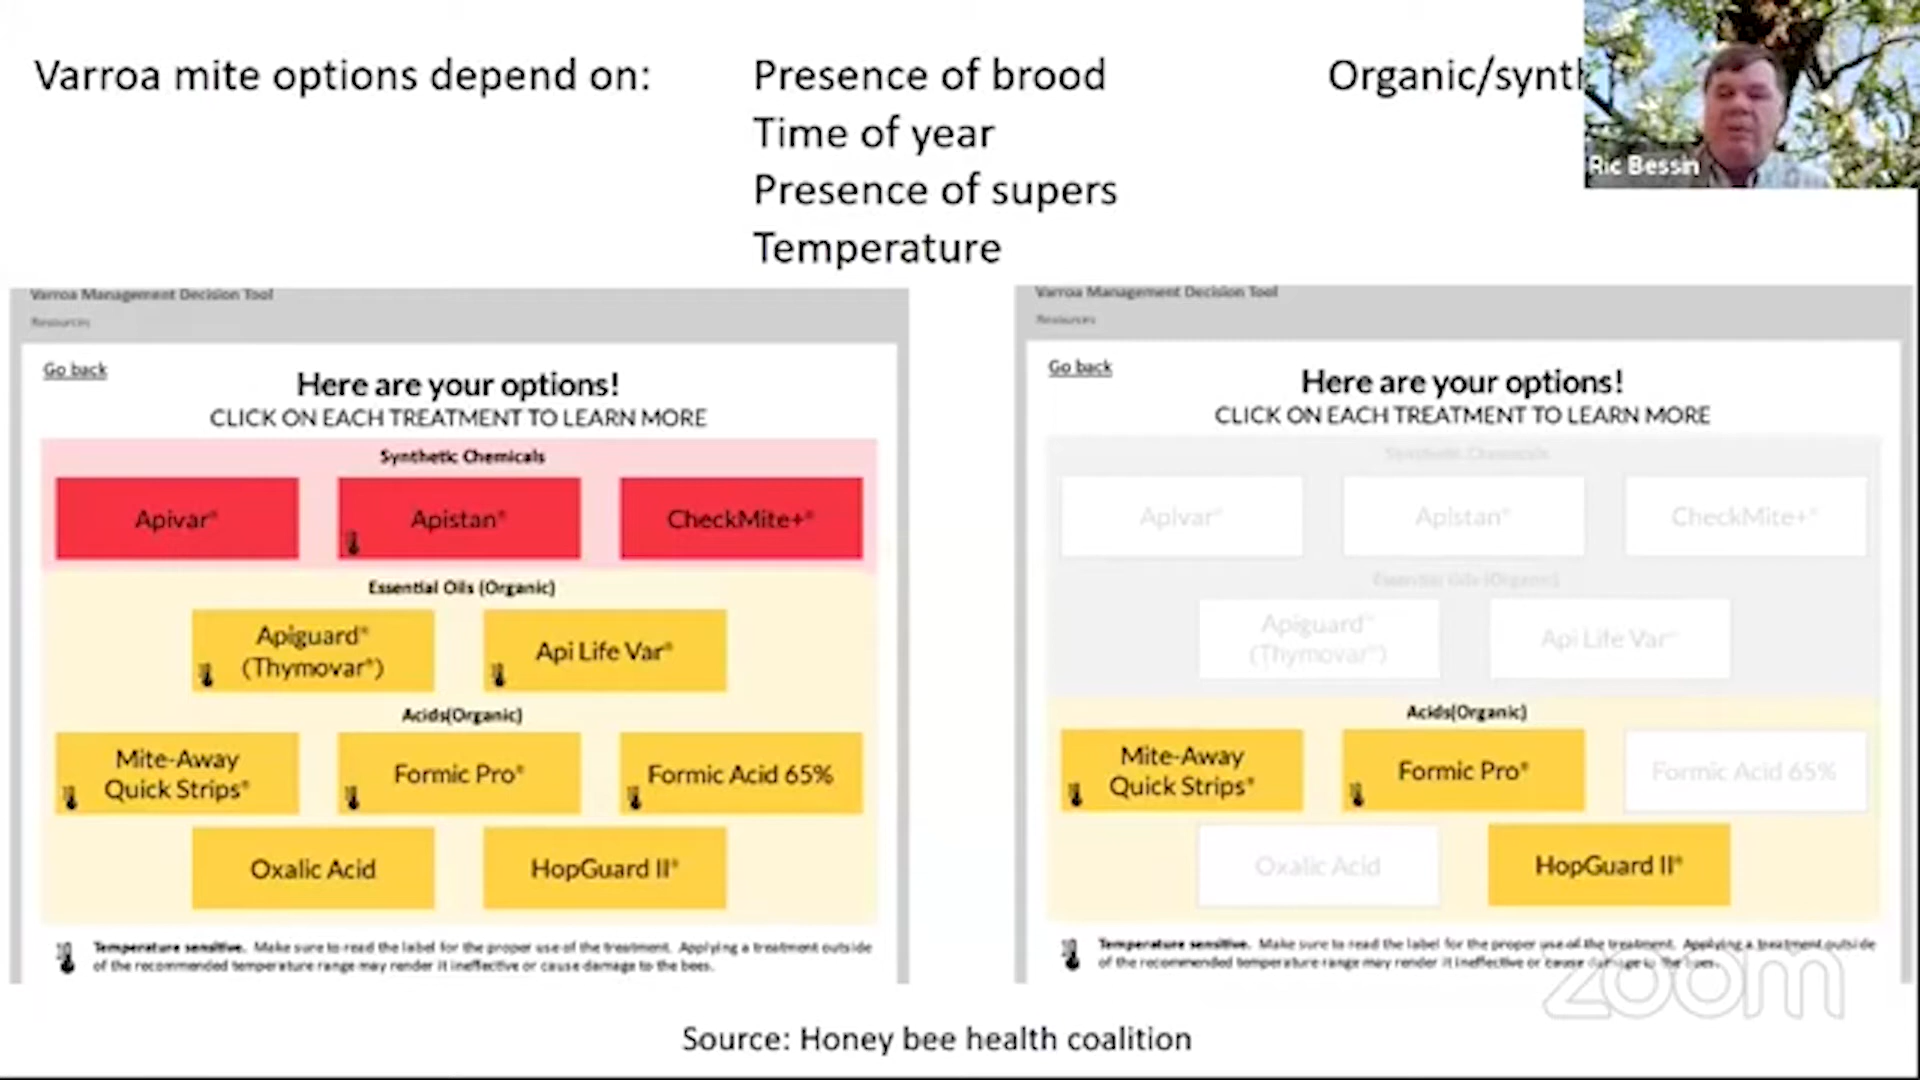 Varroa mite options depend on:
Presence of brood
Time of year
Presence of supers
Temperature
Organic/synth
Ric Bessin
Varroa Management Decision Tool
Resources
Go back
Here are your options!
CLICK ON EACH TREATMENT TO LEARN MORE
Synthetic Chemicals
Apivar®
Apistan®
CheckMite+®
Essential Oils (Organic)
Apiguard®
(Thymovar®)
Api Life Var®
Acids(Organic)
Mite-Away
Quick Strips®
Formic Pro®
Formic Acid 65%
Oxalic Acid
HopGuard II®
Temperature sensitive. Make sure to read the label for the proper use of the treatment. Applying a treatment outside
of the recommended temperature range may render it ineffective or cause damage to the bees.
Varroa Management Decision Tool
Resources
Go back
Here are your options!
CLICK ON EACH TREATMENT TO LEARN MORE
Synthetic Chemicals
Apivar®
Apistan®
CheckMite+®
Essential Oils (Organic)
Apiguard®
(Thymovar®)
Api Life Var®
Acids(Organic)
Mite-Away
Quick Strips®
Formic Pro®
Formic Acid 65%
Oxalic Acid
HopGuard II®
Temperature sensitive. Make sure to read the label for the proper use of the treatment. Applying a treatment outside
of the recommended temperature range may render it ineffective or cause damage to the bees.
zoom
Source: Honey bee health coalition